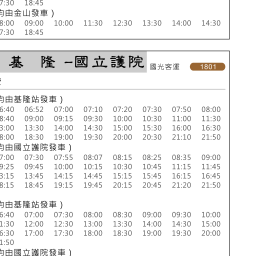 7:30 18:45
均由金山發車）
8:00 09:00 10:00 11:30 12:30 13:30 14:00 14:30
7:30 18:45
基 隆 –國立護院 國光客運 1801
均由基隆站發車）
6:40 06:52 07:00 07:10 07:20 07:30 07:50 08:00
8:40 09:00 09:15 09:30 10:00 10:30 11:00 11:30
3:00 13:30 14:00 14:30 15:00 15:30 16:00 16:30
8:00 18:30 19:00 19:30 20:00 20:30 21:10 21:50
均由國立護院發車）
7:00 07:30 07:55 08:07 08:15 08:25 08:35 09:00
9:25 09:45 10:00 10:15 10:30 10:45 11:15 11:45
3:15 13:45 14:15 14:45 15:15 15:45 16:15 16:45
8:15 18:45 19:15 19:45 20:15 20:45 21:20 21:50
均由基隆站發車）
6:40 07:00 07:30 08:00 08:30 09:00 09:30 10:00
1:30 12:00 12:30 13:00 13:30 14:00 14:30 15:00
6:30 17:00 17:30 18:00 18:30 19:00 19:30 20:00
1:50
均由國立護院發車）